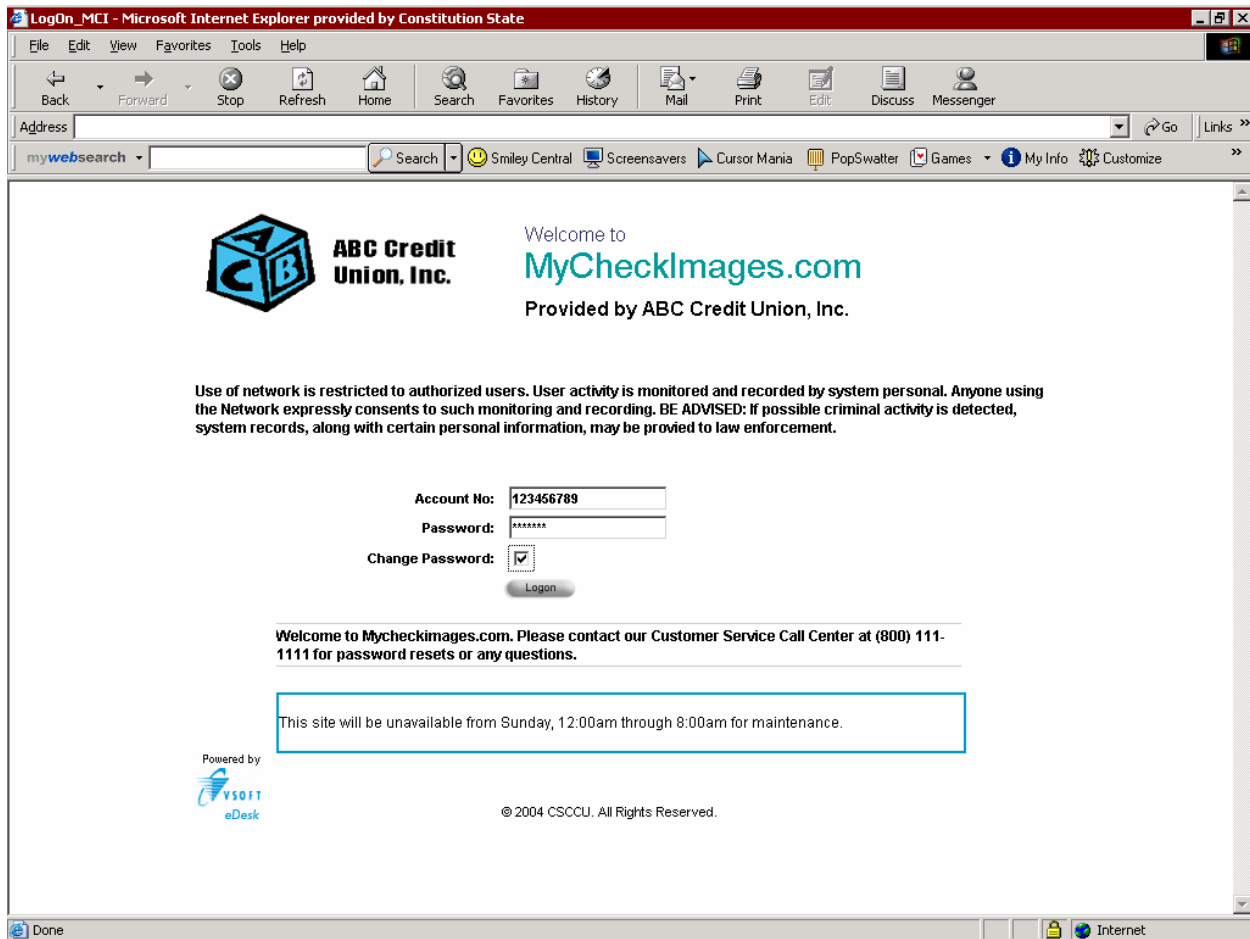 LogOn_MCI - Microsoft Internet Explorer provided by Constitution State
File Edit View Favorites Tools Help
Back Forward Stop Refresh Home Search Favorites History Mail Print Edit Discuss Messenger
Address Go Links »
mywebsearch Search Smiley Central Screensavers Cursor Mania PopSwatter Games My Info Customize »
A C B
ABC Credit
Union, Inc.
Welcome to
MyCheckImages.com
Provided by ABC Credit Union, Inc.
Use of network is restricted to authorized users. User activity is monitored and recorded by system personal. Anyone using
the Network expressly consents to such monitoring and recording. BE ADVISED: If possible criminal activity is detected,
system records, along with certain personal information, may be provied to law enforcement.
Account No: 123456789
Password: *******
Change Password:
Logon
Welcome to Mycheckimages.com. Please contact our Customer Service Call Center at (800) 111-
1111 for password resets or any questions.
This site will be unavailable from Sunday, 12:00am through 8:00am for maintenance.
Powered by
VSOFT
eDesk
© 2004 CSCCU. All Rights Reserved.
Done Internet